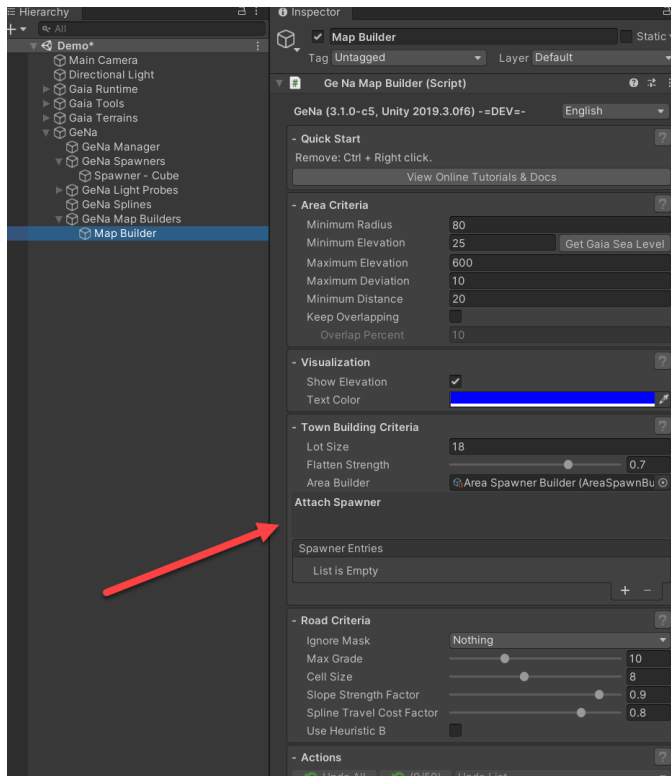 Hierarchy
All
Demo*
Main Camera
Directional Light
Gaia Runtime
Gaia Tools
Gaia Terrains
GeNa
GeNa Manager
GeNa Spawners
Spawner - Cube
GeNa Light Probes
GeNa Splines
GeNa Map Builders
Map Builder
Inspector
Map Builder
Static
Tag Untagged Layer Default
# Ge Na Map Builder (Script)
GeNa (3.1.0-c5, Unity 2019.3.0f6) -=DEV=- English
- Quick Start ?
Remove: Ctrl + Right click.
View Online Tutorials & Docs
- Area Criteria ?
Minimum Radius 80
Minimum Elevation 25 Get Gaia Sea Level
Maximum Elevation 600
Maximum Deviation 10
Minimum Distance 20
Keep Overlapping
Overlap Percent 10
- Visualization ?
Show Elevation
Text Color
- Town Building Criteria ?
Lot Size 18
Flatten Strength 0.7
Area Builder Area Spawner Builder (AreaSpawnBu
Attach Spawner
Spawner Entries
List is Empty
+ -
- Road Criteria ?
Ignore Mask Nothing
Max Grade 10
Cell Size 8
Slope Strength Factor 0.9
Spline Travel Cost Factor 0.8
Use Heuristic B
- Actions ?
Undo All (0/50) Undo List